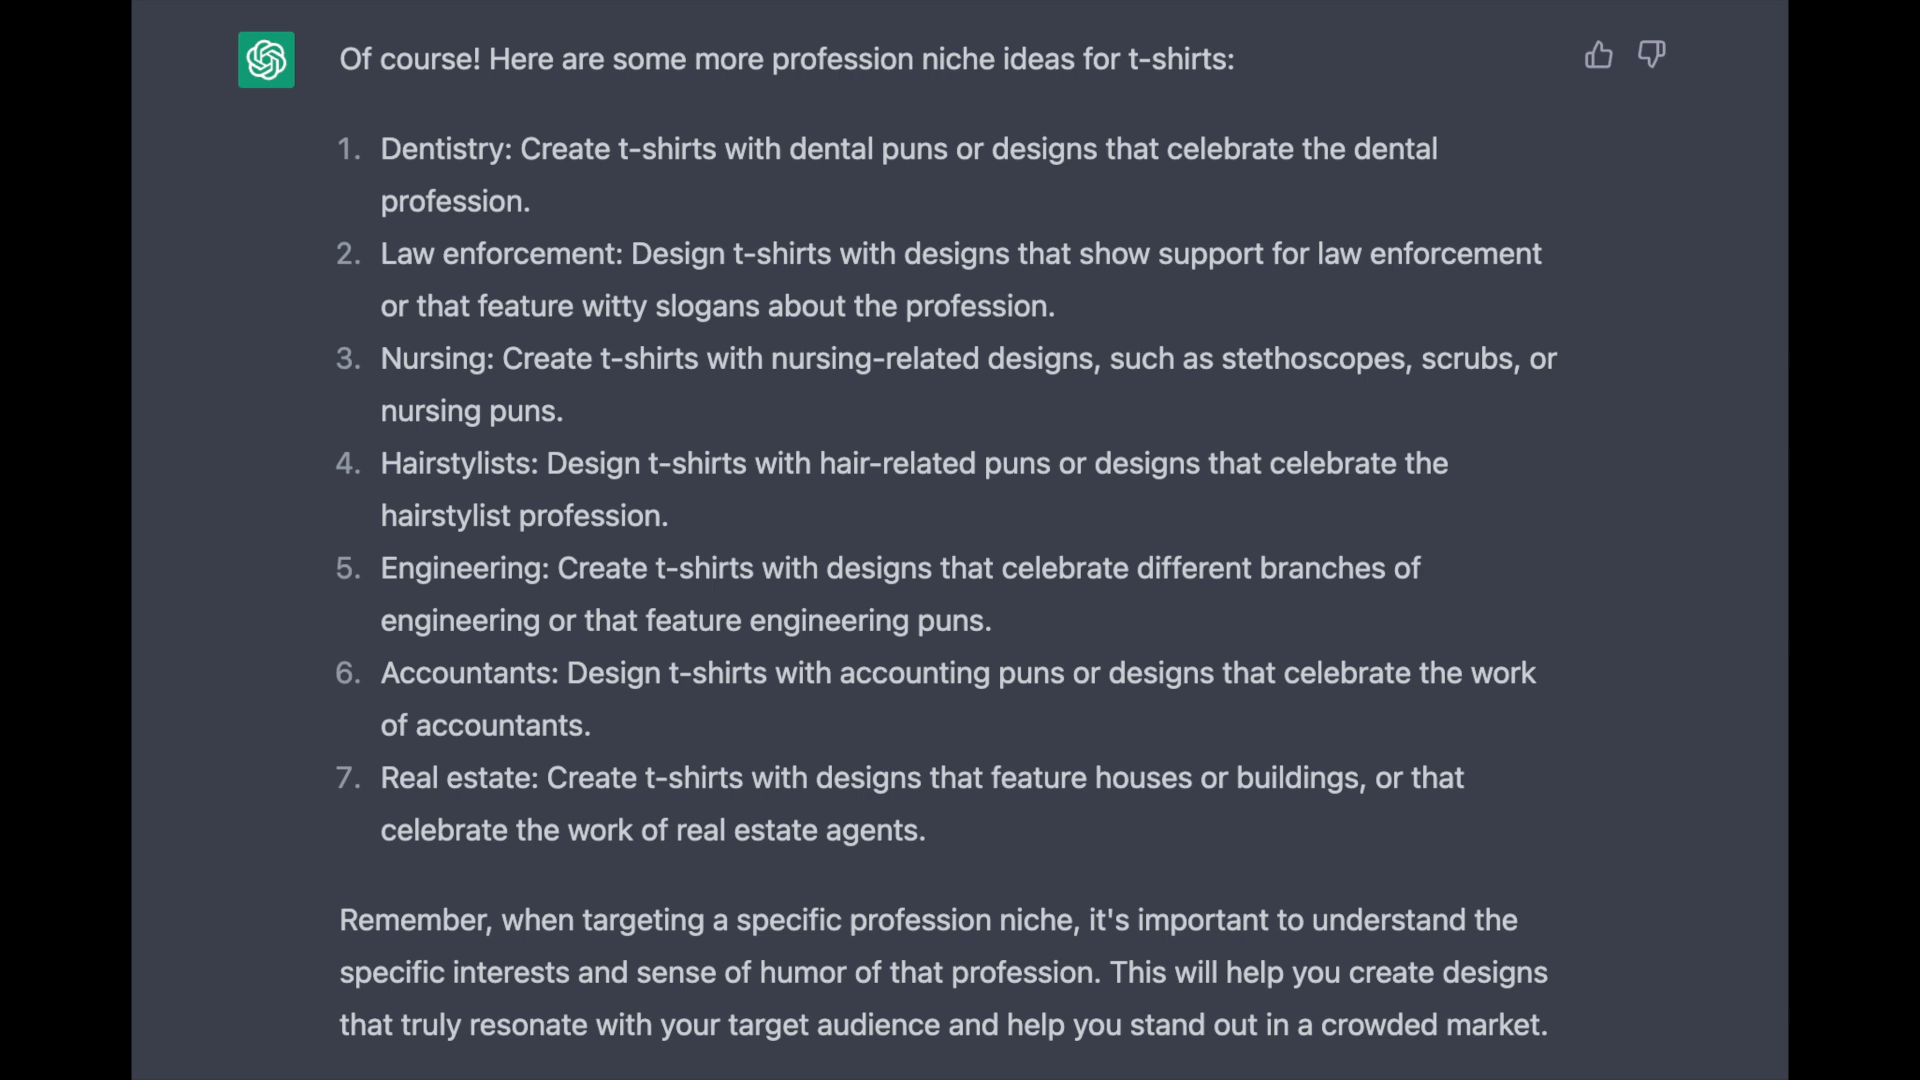 Of course! Here are some more profession niche ideas for t-shirts:
1. Dentistry: Create t-shirts with dental puns or designs that celebrate the dental
profession.
2. Law enforcement: Design t-shirts with designs that show support for law enforcement
or that feature witty slogans about the profession.
3. Nursing: Create t-shirts with nursing-related designs, such as stethoscopes, scrubs, or
nursing puns.
4. Hairstylists: Design t-shirts with hair-related puns or designs that celebrate the
hairstylist profession.
5. Engineering: Create t-shirts with designs that celebrate different branches of
engineering or that feature engineering puns.
6. Accountants: Design t-shirts with accounting puns or designs that celebrate the work
of accountants.
7. Real estate: Create t-shirts with designs that feature houses or buildings, or that
celebrate the work of real estate agents.
Remember, when targeting a specific profession niche, it's important to understand the
specific interests and sense of humor of that profession. This will help you create designs
that truly resonate with your target audience and help you stand out in a crowded market.